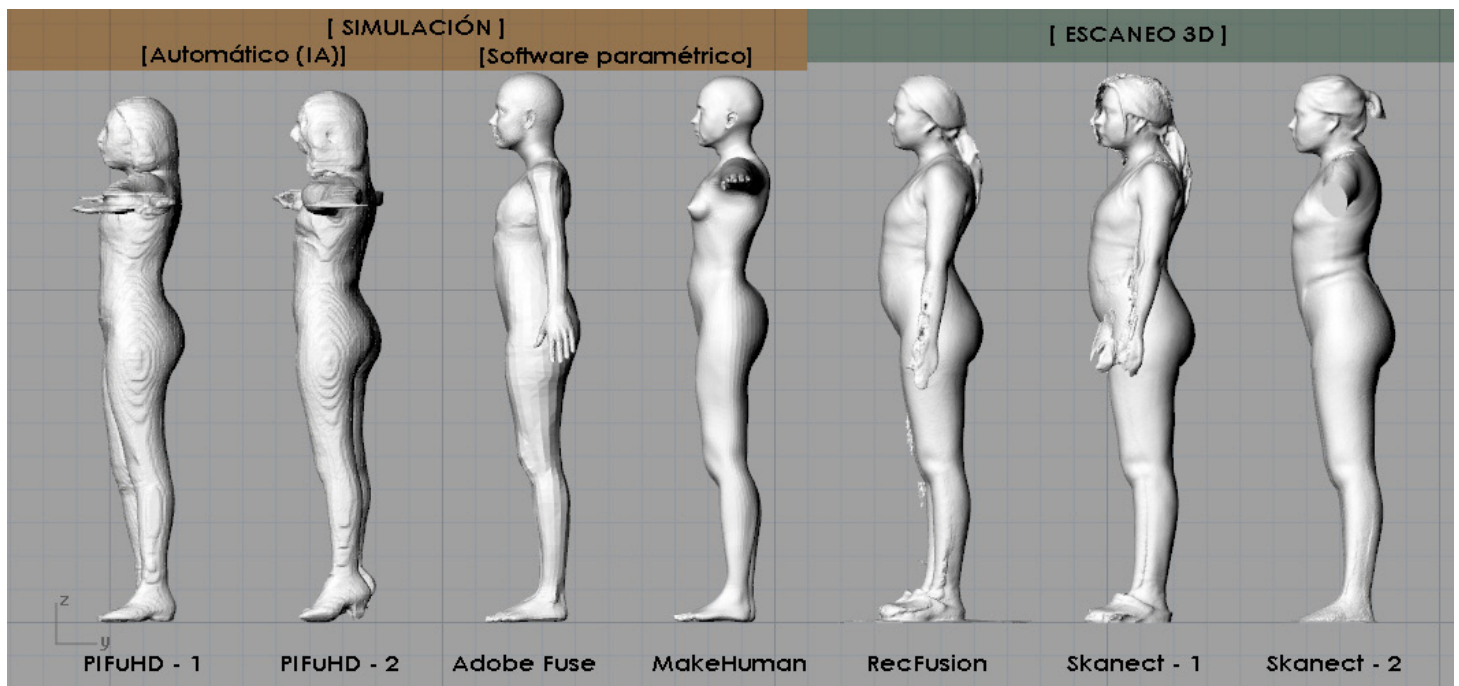 [ SIMULACIÓN ]
[Automático (IA)]
[Software paramétrico]
[ ESCANEO 3D ]
z
y
PIFuHD - 1
PIFuHD - 2
Adobe Fuse
MakeHuman
RecFusion
Skanect - 1
Skanect - 2